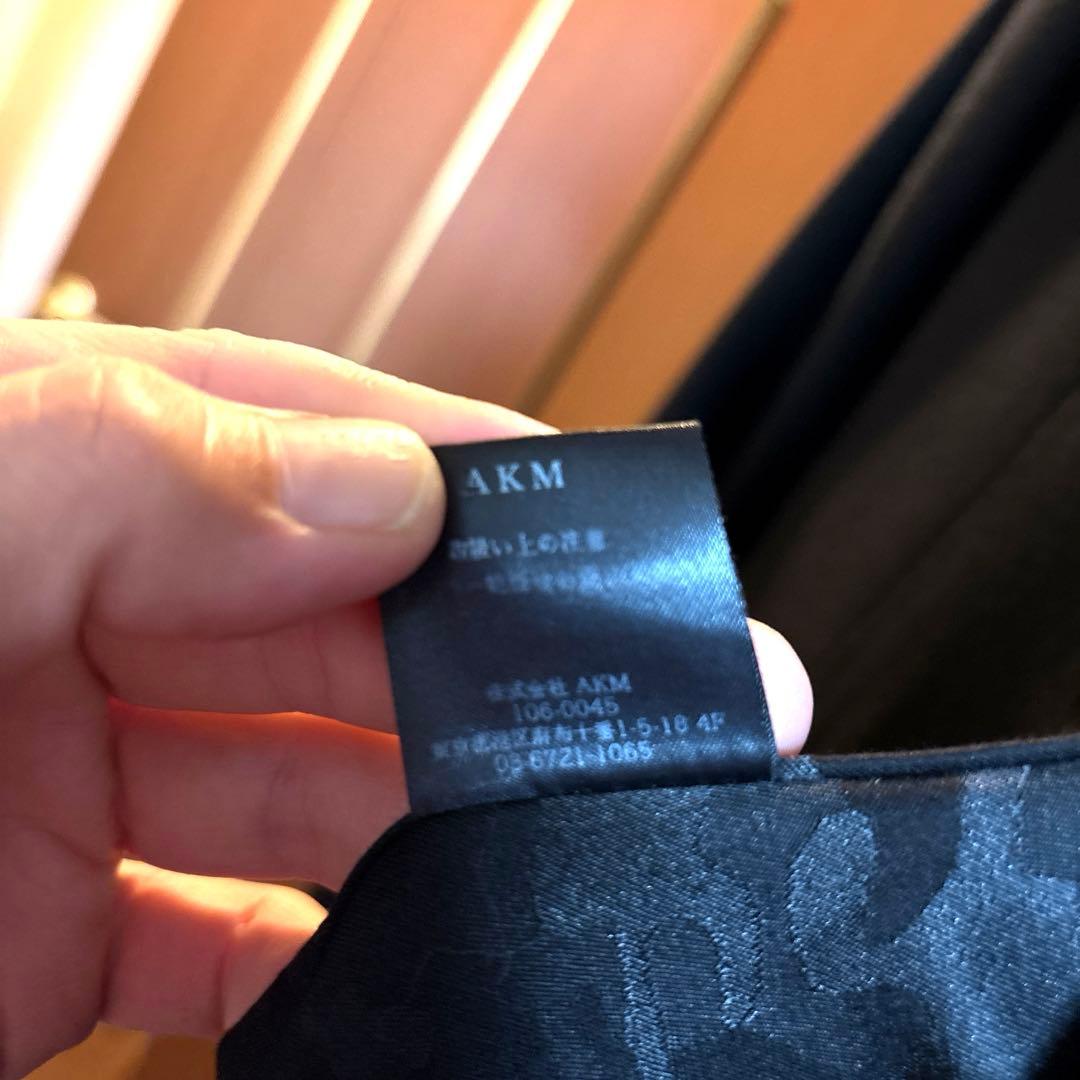 AKM
お扱い上の注意
株式会社 AKM
106-0045
東京都港区麻布十番1-5-18 4F
03-6721-1065